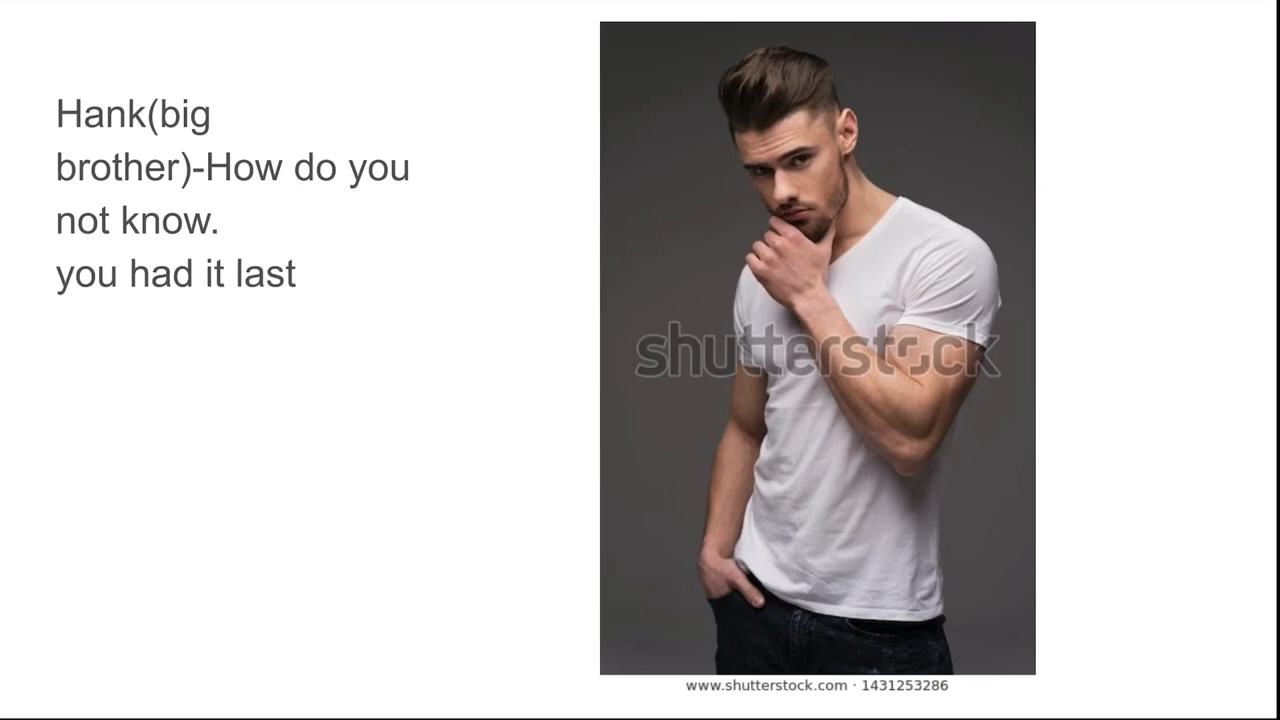 Hank(big
brother)-How do you
not know.
you had it last
shutterstock
www.shutterstock.com · 1431253286